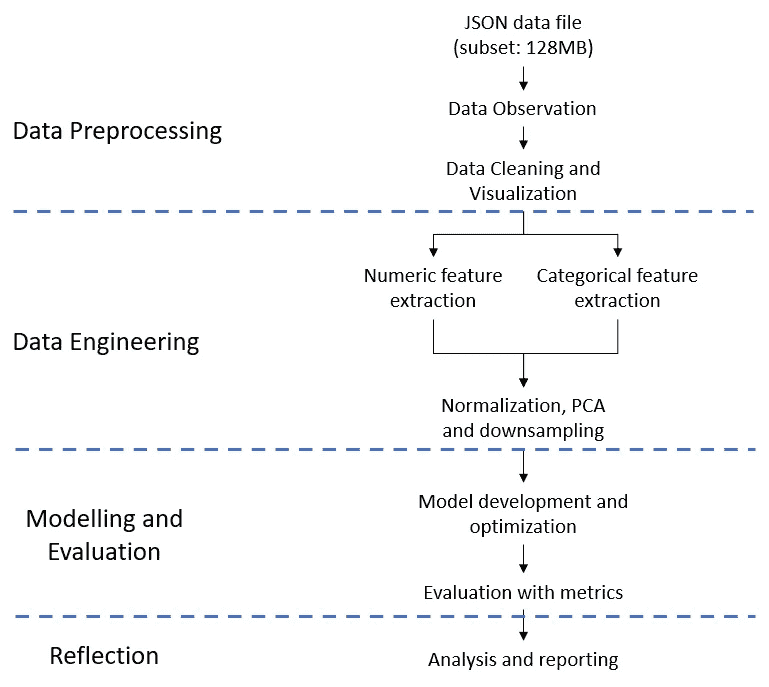 JSON data file
(subset: 128MB)
Data Observation
Data Preprocessing
Data Cleaning and
Visualization
Numeric feature
extraction
Categorical feature
extraction
Data Engineering
Normalization, PCA
and downsampling
Model development and
optimization
Modelling and
Evaluation
Evaluation with metrics
Reflection
Analysis and reporting